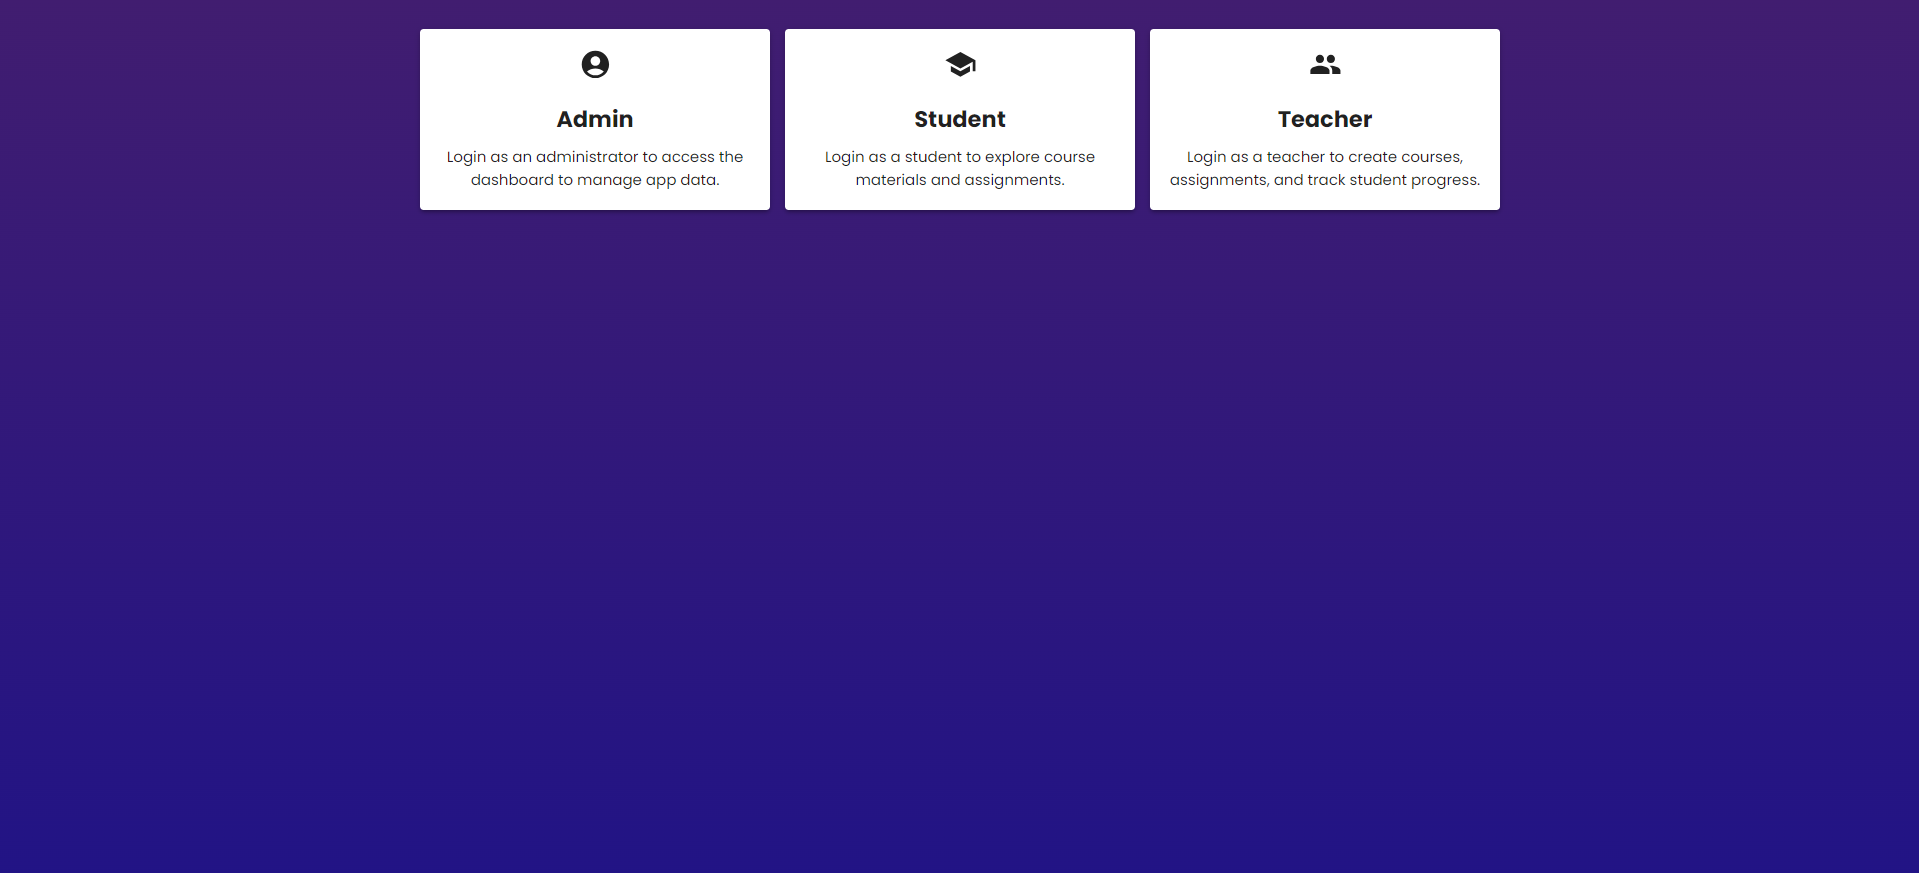 Admin
Login as an administrator to access the
dashboard to manage app data.
Student
Login as a student to explore course
materials and assignments.
Teacher
Login as a teacher to create courses,
assignments, and track student progress.